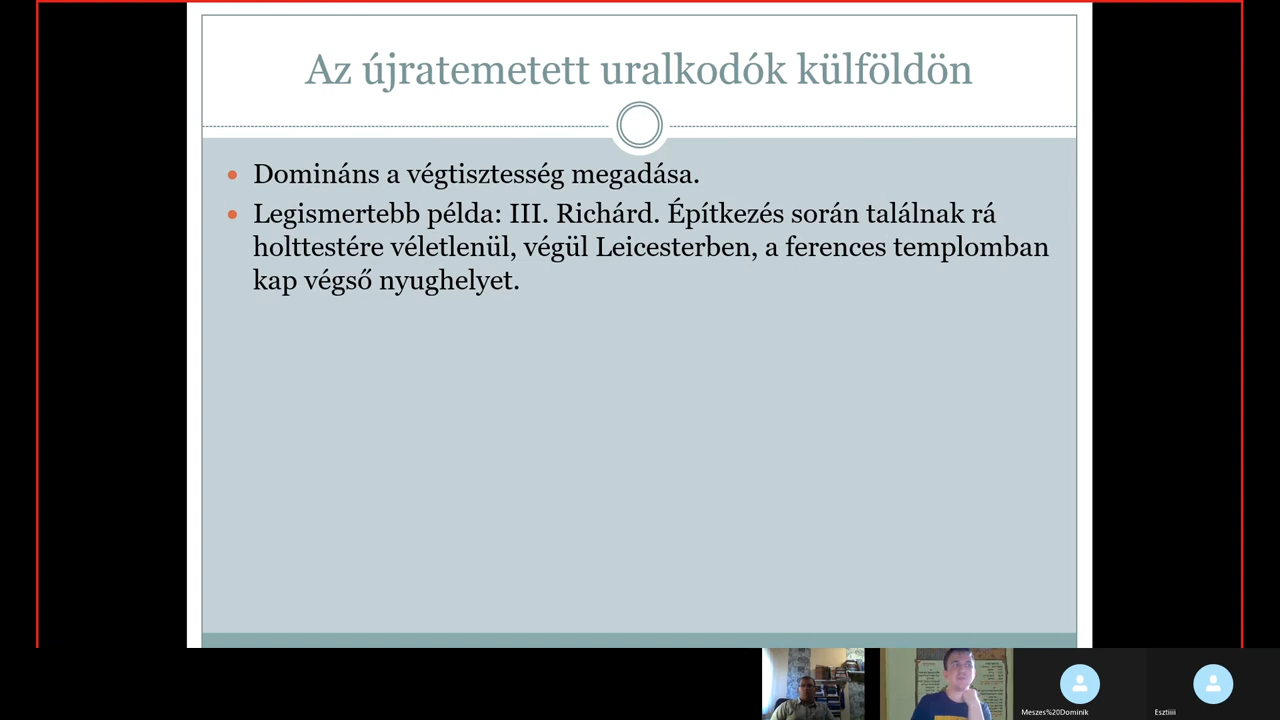 Az újratemetett uralkodók külföldön
Domináns a végtisztesség megadása.
Legismertebb példa: III. Richárd. Építkezés során találnak rá
holttestére véletlenül, végül Leicesterben, a ferences templomban
kap végső nyughelyet.
Meszes%20Dominik
Esztiiii